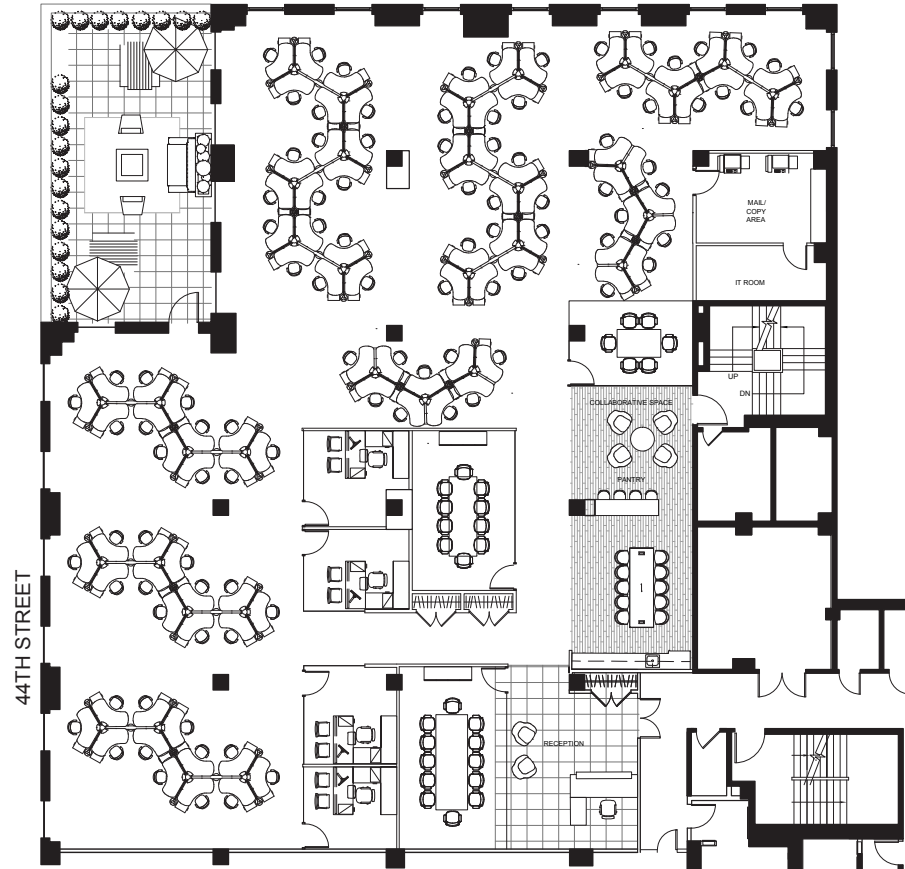 MAIL/
COPY
AREA
IT ROOM
UP
DN
COLLABORATIVE SPACE
PANTRY
44TH STREET
RECEPTION